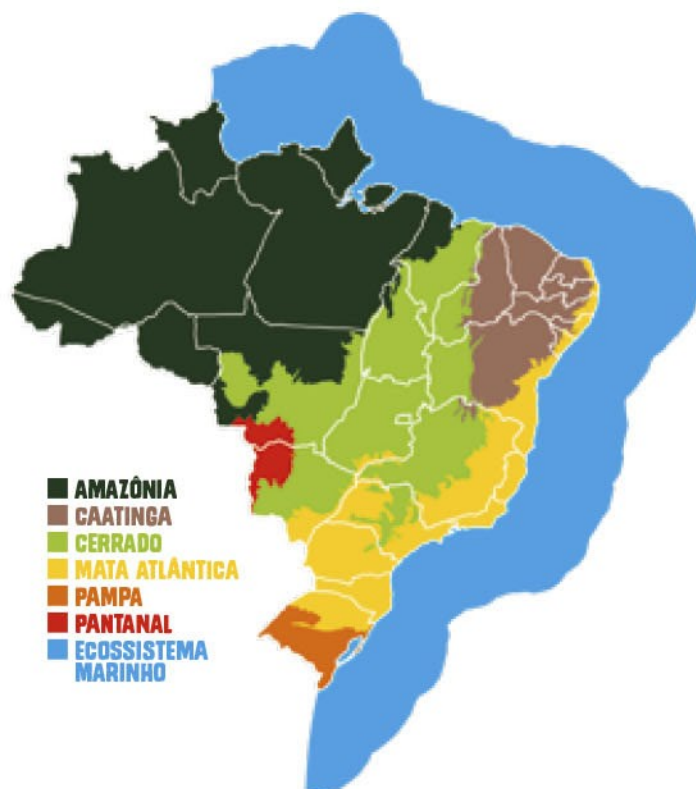 AMAZÔNIA
CAATINGA
CERRADO
MATA ATLÂNTICA
PAMPA
PANTANAL
ECOSSISTEMA
MARINHO